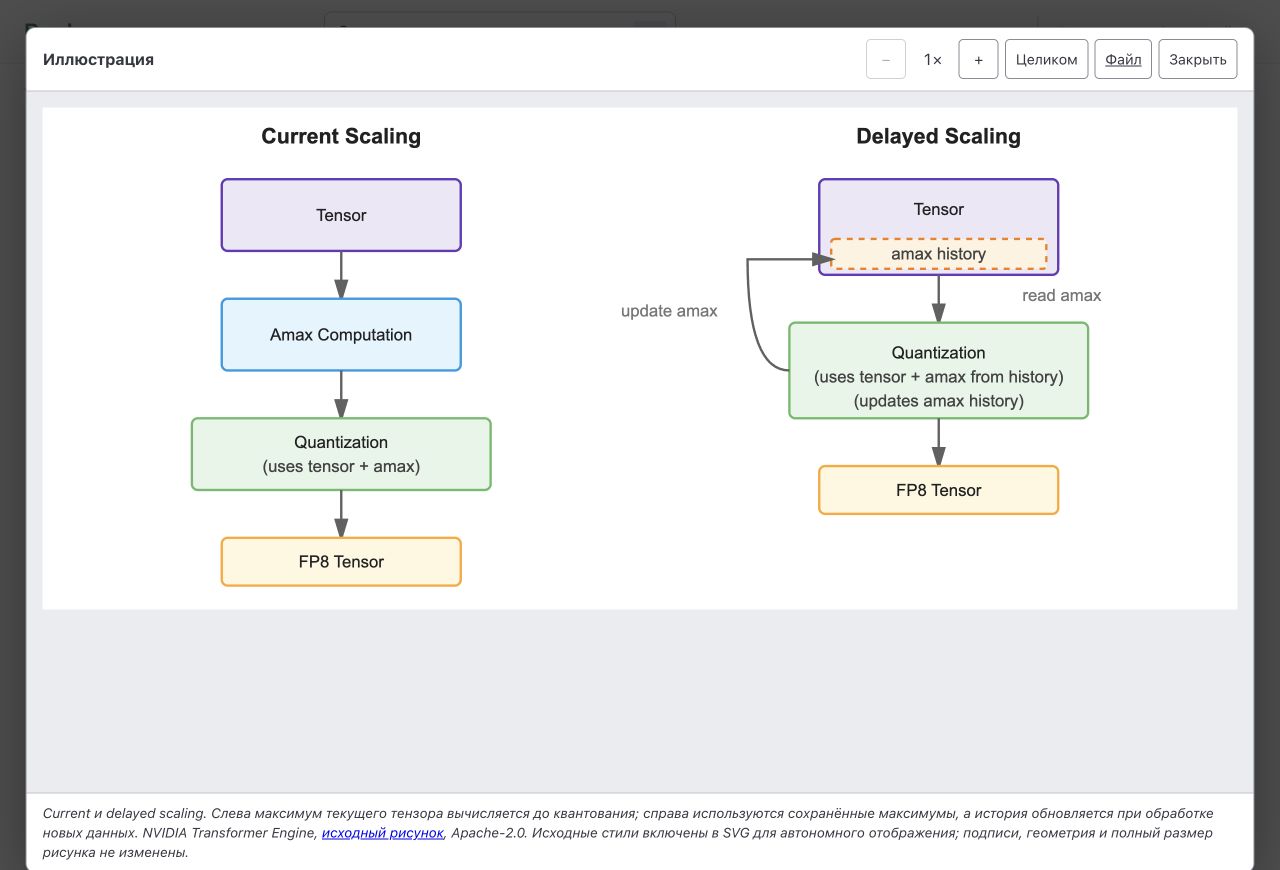 Иллюстрация
−
1×
+
Целиком
Файл
Закрыть
Current Scaling
Tensor
Amax Computation
Quantization
(uses tensor + amax)
FP8 Tensor
Delayed Scaling
Tensor
amax history
update amax
read amax
Quantization
(uses tensor + amax from history)
(updates amax history)
FP8 Tensor
Current и delayed scaling. Слева максимум текущего тензора вычисляется до квантования; справа используются сохранённые максимумы, а история обновляется при обработке
новых данных. NVIDIA Transformer Engine, исходный рисунок, Apache-2.0. Исходные стили включены в SVG для автономного отображения; подписи, геометрия и полный размер
рисунка не изменены.